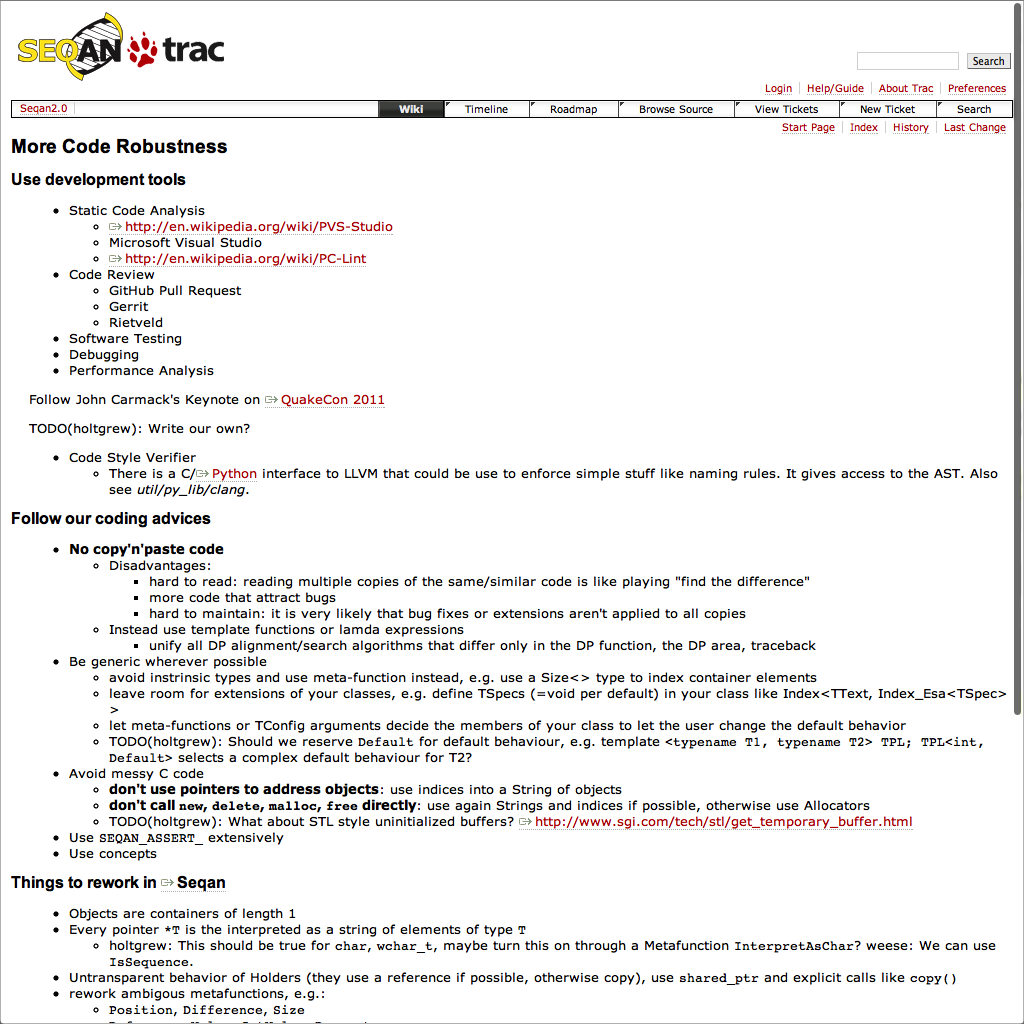 SEQAN trac
Search
Login Help/Guide About Trac Preferences
Seqan2.0 Wiki Timeline Roadmap Browse Source View Tickets New Ticket Search
Start Page Index History Last Change
More Code Robustness
Use development tools
Static Code Analysis
http://en.wikipedia.org/wiki/PVS-Studio
Microsoft Visual Studio
http://en.wikipedia.org/wiki/PC-Lint
Code Review
GitHub Pull Request
Gerrit
Rietveld
Software Testing
Debugging
Performance Analysis
Follow John Carmack's Keynote on QuakeCon 2011
TODO(holtgrew): Write our own?
Code Style Verifier
There is a C/Python interface to LLVM that could be use to enforce simple stuff like naming rules. It gives access to the AST. Also
see util/py_lib/clang.
Follow our coding advices
No copy'n'paste code
Disadvantages:
hard to read: reading multiple copies of the same/similar code is like playing "find the difference"
more code that attract bugs
hard to maintain: it is very likely that bug fixes or extensions aren't applied to all copies
Instead use template functions or lamda expressions
unify all DP alignment/search algorithms that differ only in the DP function, the DP area, traceback
Be generic wherever possible
avoid instrinsic types and use meta-function instead, e.g. use a Size<> type to index container elements
leave room for extensions of your classes, e.g. define TSpecs (=void per default) in your class like Index<TText, Index_Esa<TSpec>
>
let meta-functions or TConfig arguments decide the members of your class to let the user change the default behavior
TODO(holtgrew): Should we reserve Default for default behaviour, e.g. template <typename T1, typename T2> TPL; TPL<int,
Default> selects a complex default behaviour for T2?
Avoid messy C code
don't use pointers to address objects: use indices into a String of objects
don't call new, delete, malloc, free directly: use again Strings and indices if possible, otherwise use Allocators
TODO(holtgrew): What about STL style uninitialized buffers? http://www.sgi.com/tech/stl/get_temporary_buffer.html
Use SEQAN_ASSERT_ extensively
Use concepts
Things to rework in Seqan
Objects are containers of length 1
Every pointer *T is the interpreted as a string of elements of type T
holtgrew: This should be true for char, wchar_t, maybe turn this on through a Metafunction InterpretAsChar? weese: We can use
IsSequence.
Untransparent behavior of Holders (they use a reference if possible, otherwise copy), use shared_ptr and explicit calls like copy()
rework ambigous metafunctions, e.g.:
Position, Difference, Size